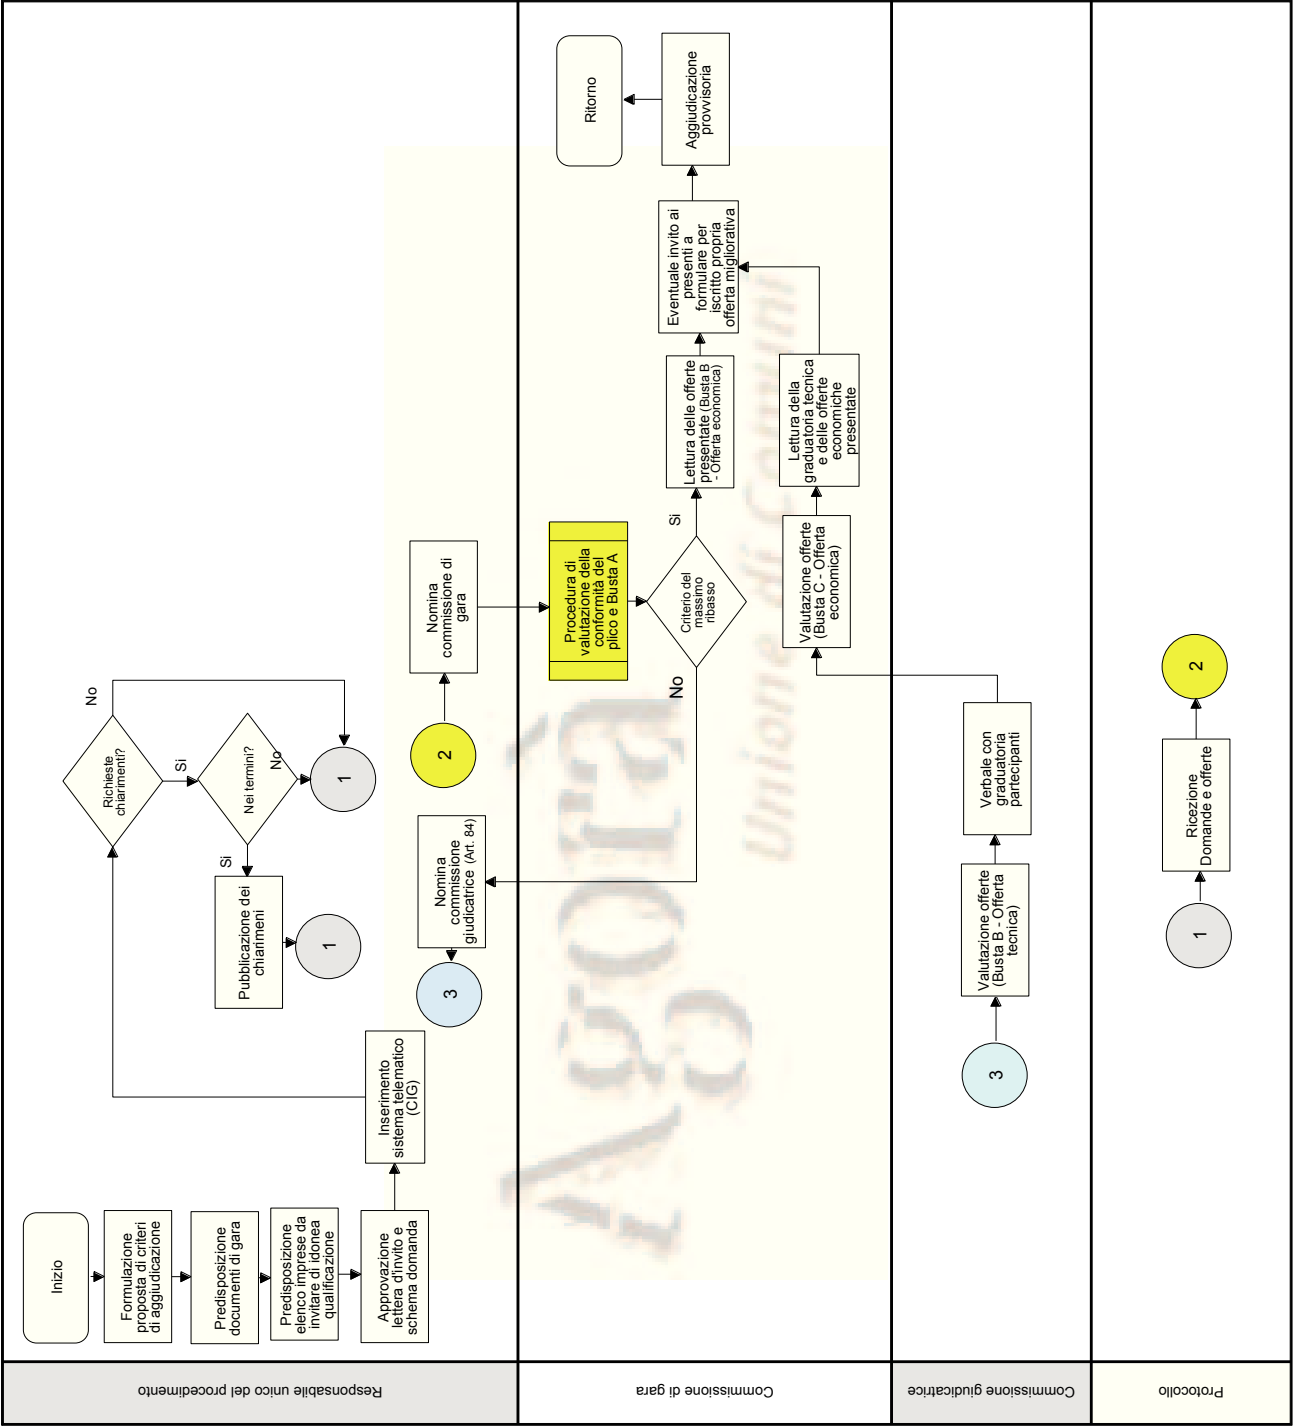 Responsabile unico del procedimento
Inizio
Formulazione
proposta di criteri
di aggiudicazione
Predisposizione
documenti di gara
Predisposizione
elenco imprese da
invitare di idonea
qualificazione
Approvazione
lettera d'invito e
schema domanda
Inserimento
sistema telematico
(CIG)
Richieste
chiarimenti?
No
Si
Nei termini?
No
Si
Pubblicazione dei
chiarimeni
1
1
2
Nomina
commissione di
gara
Nomina
commissione
giudicatrice (Art. 84)
3
Commissione di gara
Procedura di
valutazione della
conformità del
plico e Busta A
Criterio del
massimo
ribasso
Si
No
Lettura delle offerte
presentate (Busta B
- Offerta economica)
Eventuale invito ai
presenti a
formulare per
iscritto propria
offerta migliorativa
Aggiudicazione
provvisoria
Ritorno
Valutazione offerte
(Busta C - Offerta
economica)
Lettura della
graduatoria tecnica
e delle offerte
economiche
presentate
Agorà
Unione di Comuni
Commissione giudicatrice
3
Valutazione offerte
(Busta B - Offerta
tecnica)
Verbale con
graduatoria
partecipanti
Protocollo
1
Ricezione
Domande e offerte
2